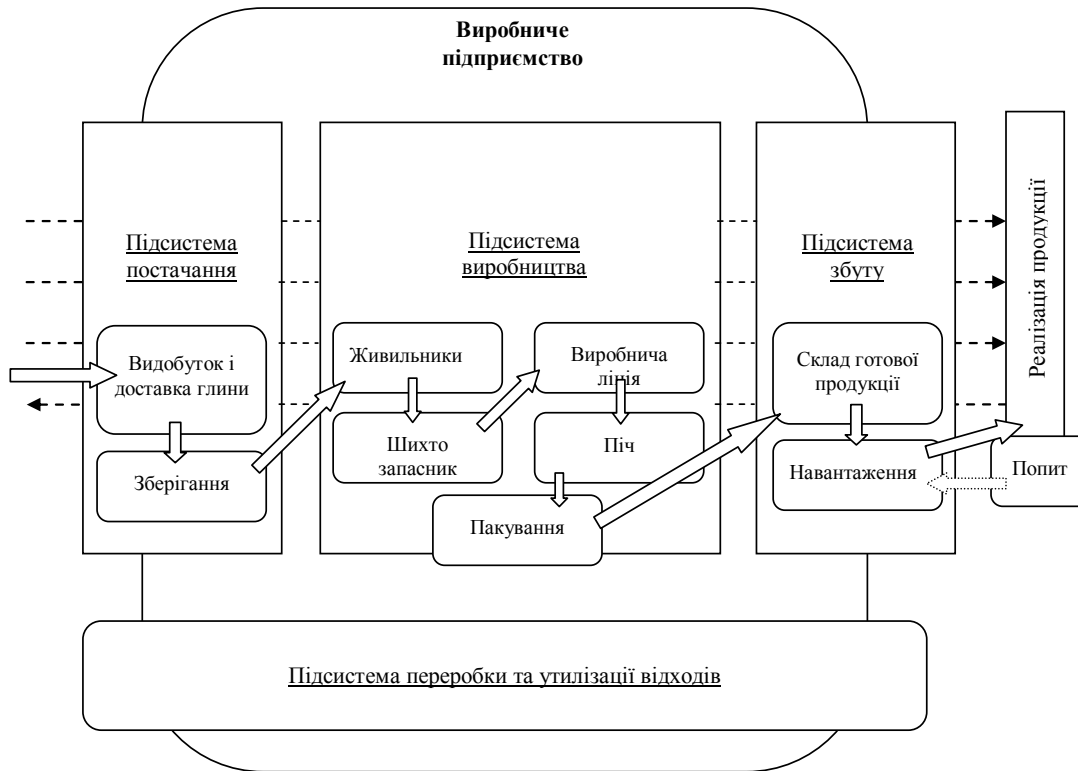 Виробниче
підприємство
Підсистема
постачання
Видобуток і
доставка глини
Зберігання
Підсистема
виробництва
Живильники
Шихто
запасник
Виробнича
лінія
Піч
Пакування
Підсистема
збуту
Склад готової
продукції
Навантаження
Реалізація продукції
Попит
Підсистема переробки та утилізації відходів